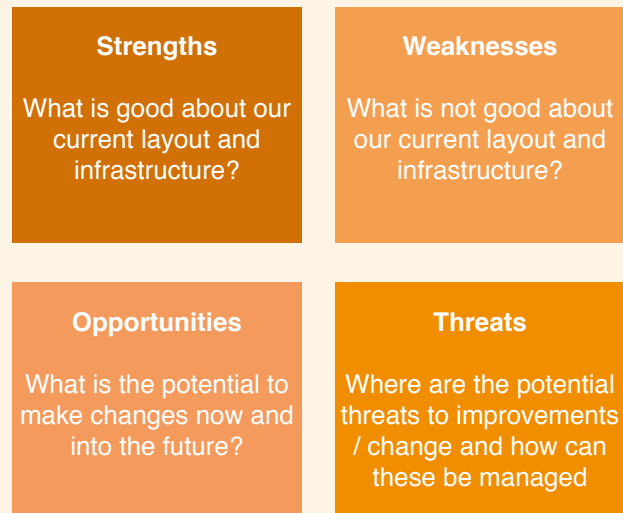 Strengths
What is good about our
current layout and
infrastructure?
Weaknesses
What is not good about
our current layout and
infrastructure?
Opportunities
What is the potential to
make changes now and
into the future?
Threats
Where are the potential
threats to improvements
/ change and how can
these be managed